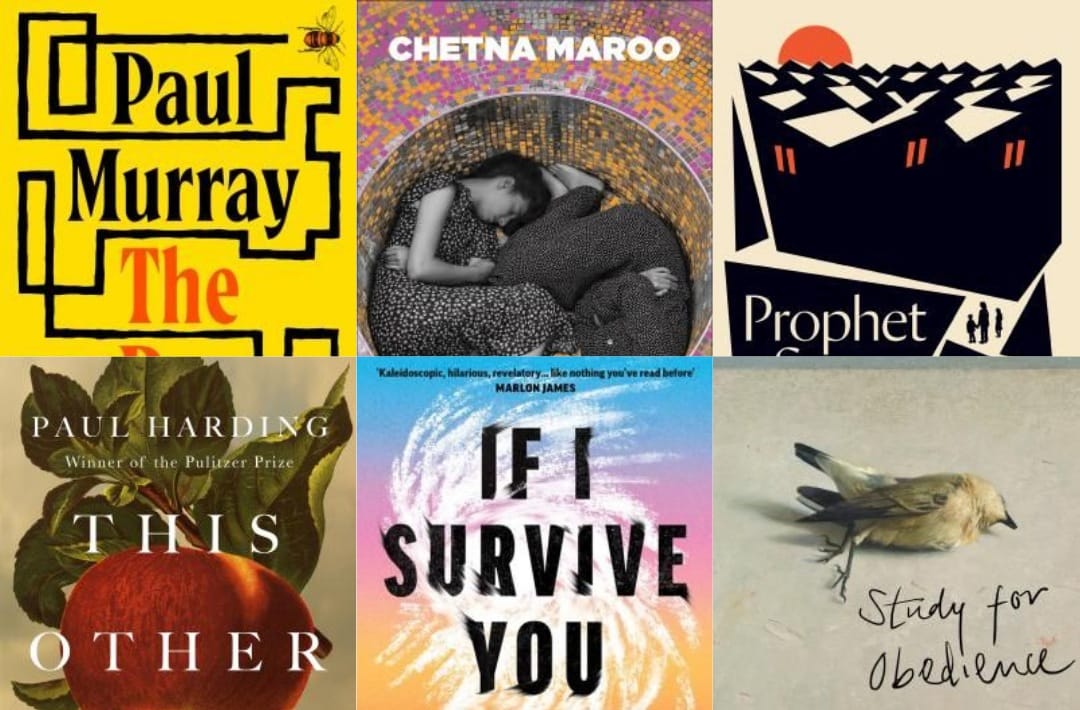 Paul
Murray
The
CHETNA MAROO
Prophet
PAUL HARDING
Winner of the Pulitzer Prize
THIS
OTHER
'Kaleidoscopic, hilarious, revelatory... like nothing you've read before'
MARLON JAMES
IF I
SURVIVE
YOU
Study for
Obedience